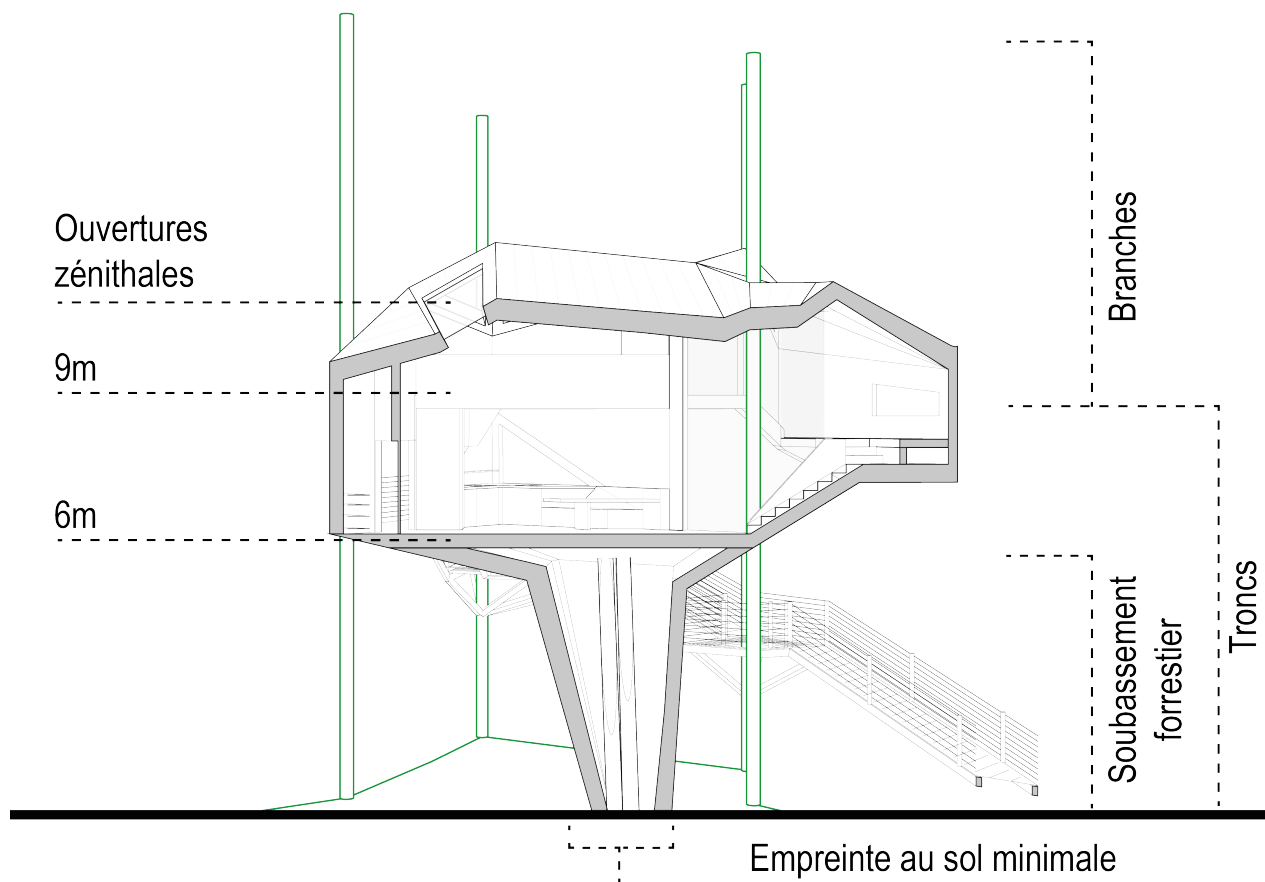 Ouvertures
zénithales
9m
6m
Branches
Troncs
Soubassement
forrestier
Empreinte au sol minimale